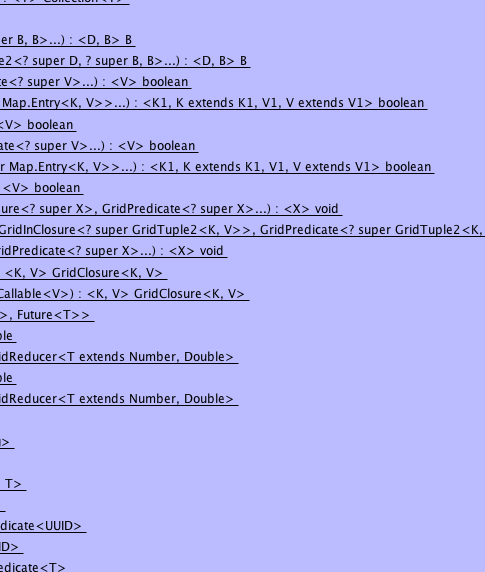 : <T> Collection<T>
er B, B>...) : <D, B> B
e2<? super D, ? super B, B>...) : <D, B> B
te<? super V>...) : <V> boolean
Map.Entry<K, V>>...) : <K1, K extends K1, V1, V extends V1> boolean
<V> boolean
ate<? super V>...) : <V> boolean
r Map.Entry<K, V>>...) : <K1, K extends K1, V1, V extends V1> boolean
<V> boolean
ure<? super X>, GridPredicate<? super X>...) : <X> void
GridInClosure<? super GridTuple2<K, V>>, GridPredicate<? super GridTuple2<K,
ridPredicate<? super X>...) : <X> void
<K, V> GridClosure<K, V>
Callable<V>) : <K, V> GridClosure<K, V>
>, Future<T>>
ble
idReducer<T extends Number, Double>
ble
idReducer<T extends Number, Double>
>
T>
dicate<UUID>
ID>
edicate<T>